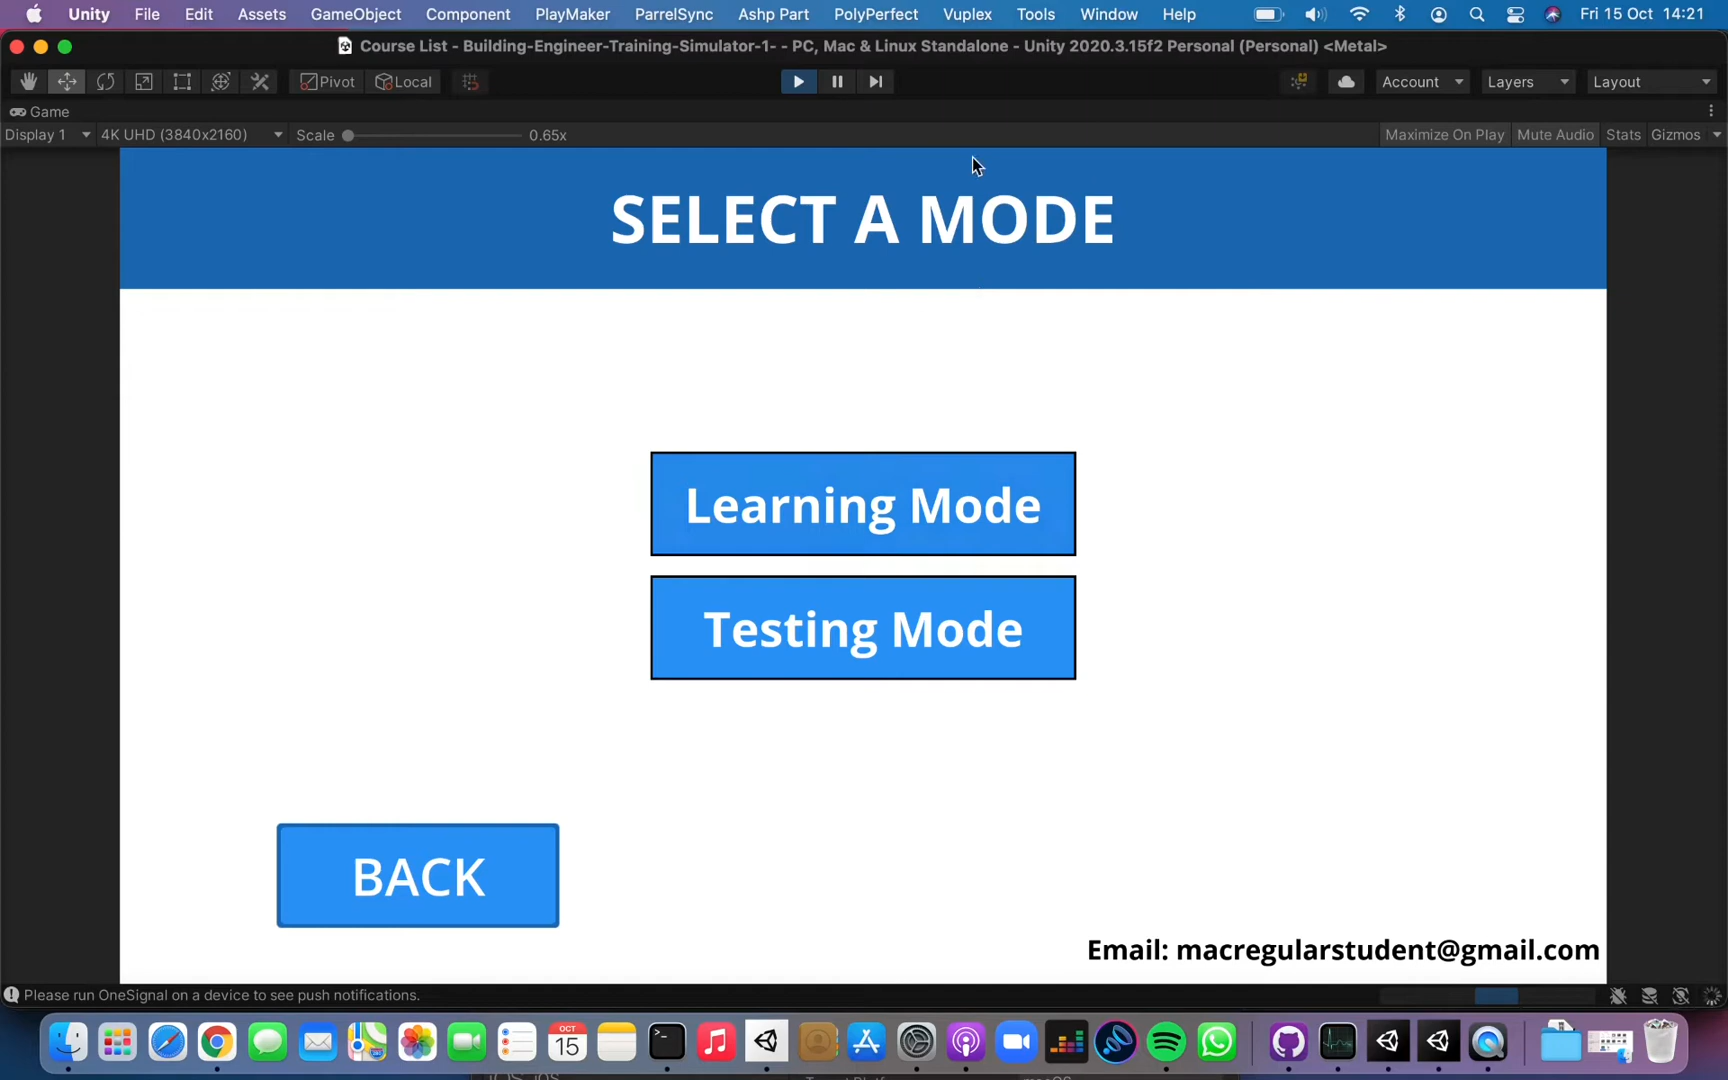 Unity File Edit Assets GameObject Component PlayMaker ParrelSync Ashp Part PolyPerfect Vuplex Tools Window Help Fri 15 Oct 14:21
Course List - Building-Engineer-Training-Simulator-1- - PC, Mac & Linux Standalone - Unity 2020.3.15f2 Personal (Personal) <Metal>
Pivot Local Account Layers Layout
Game
Display 1 4K UHD (3840x2160) Scale 0.65x Maximize On Play Mute Audio Stats Gizmos
SELECT A MODE
Learning Mode
Testing Mode
BACK
Email: macregularstudent@gmail.com
Please run OneSignal on a device to see push notifications.
OCT
15